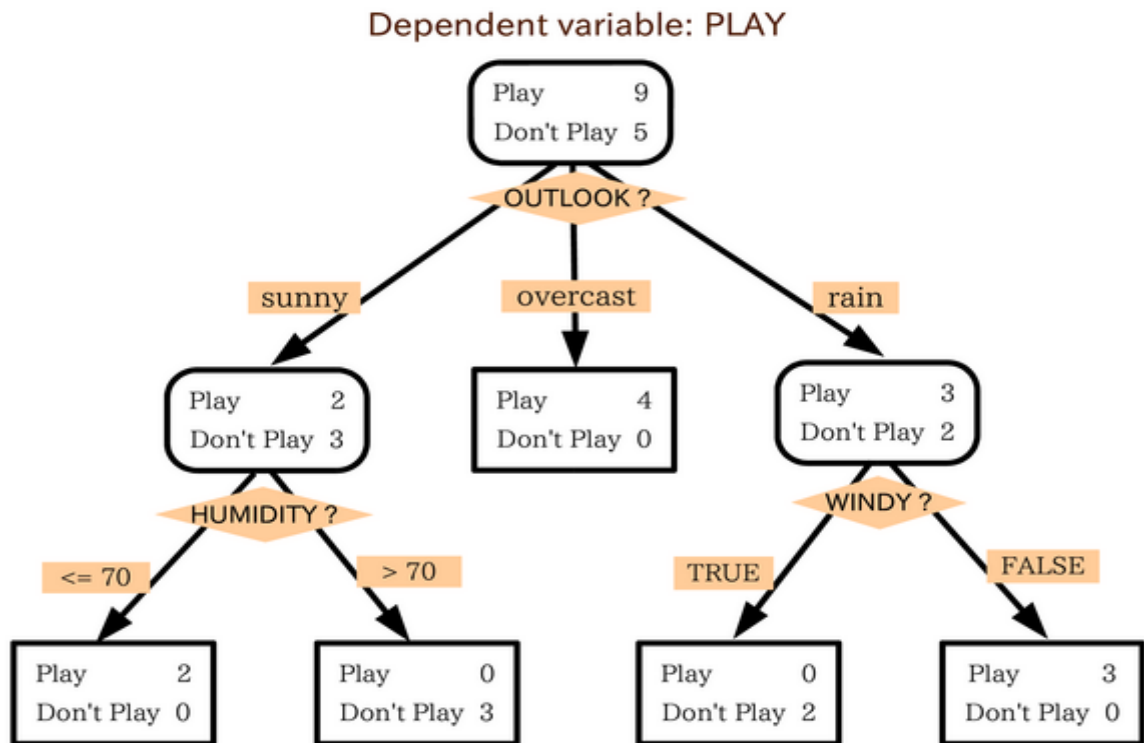 Dependent variable: PLAY
Play 9
Don't Play 5
OUTLOOK ?
sunny
overcast
rain
Play 2
Don't Play 3
Play 4
Don't Play 0
Play 3
Don't Play 2
HUMIDITY ?
WINDY ?
<= 70
> 70
TRUE
FALSE
Play 2
Don't Play 0
Play 0
Don't Play 3
Play 0
Don't Play 2
Play 3
Don't Play 0